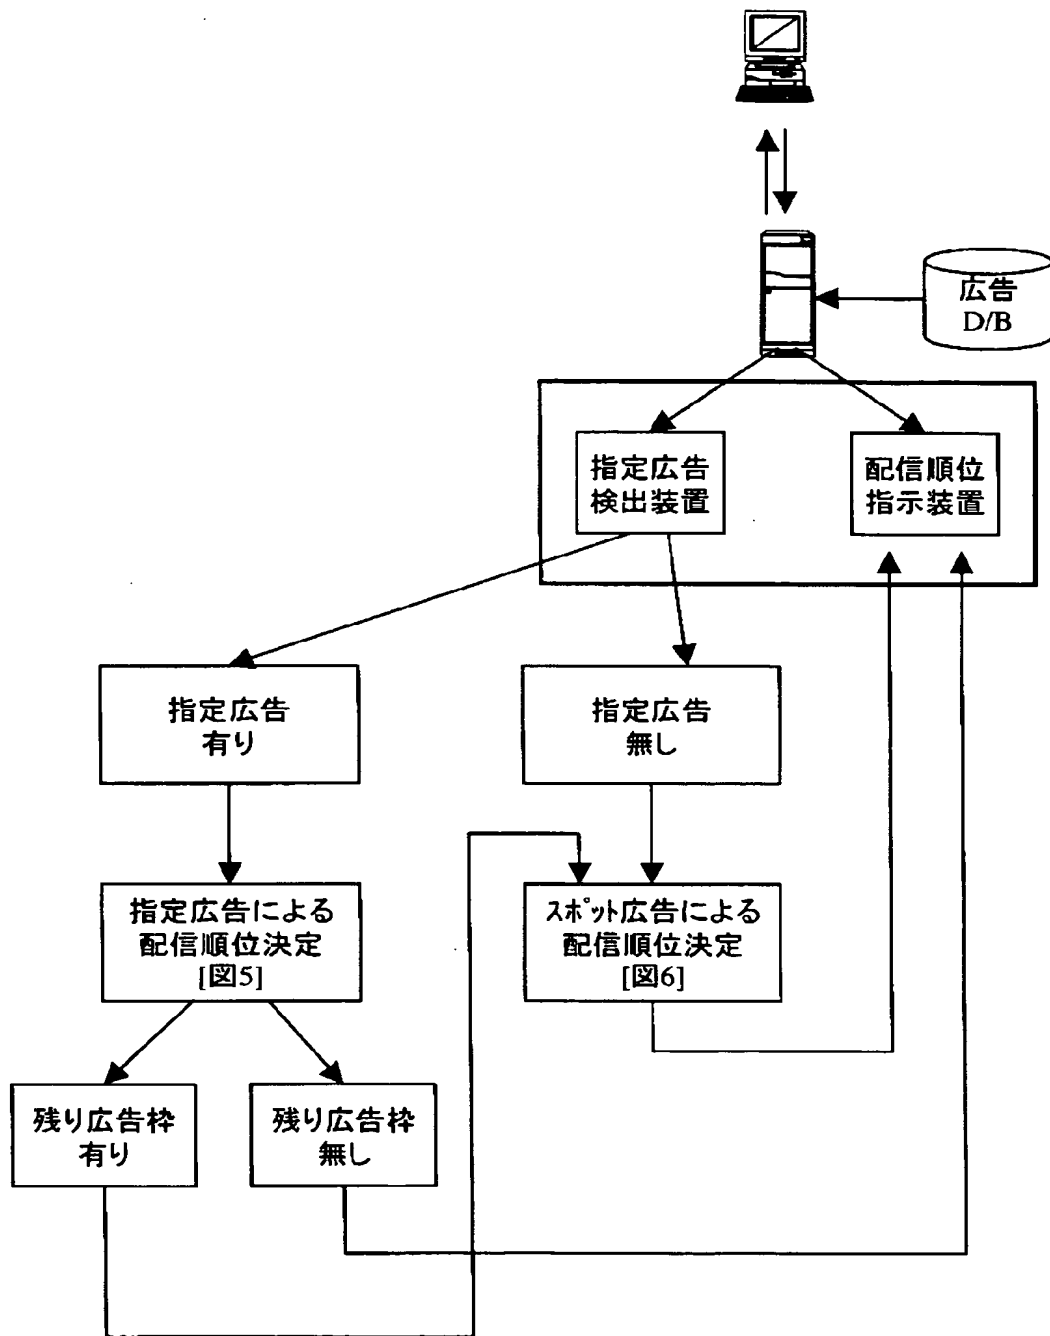 広告
D/B
指定広告
検出装置
配信順位
指示装置
指定広告
有り
指定広告
無し
指定広告による
配信順位決定
[図5]
スポット広告による
配信順位決定
[図6]
残り広告枠
有り
残り広告枠
無し